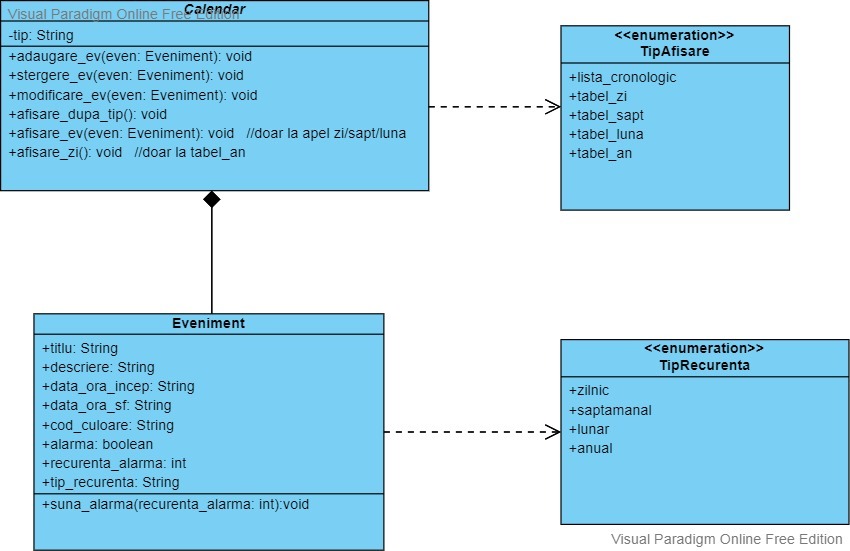 Visual Paradigm Online Free Edition
Calendar
-tip: String
+adaugare_ev(even: Eveniment): void
+stergere_ev(even: Eveniment): void
+modificare_ev(even: Eveniment): void
+afisare_dupa_tip(): void
+afisare_ev(even: Eveniment): void //doar la apel zi/sapt/luna
+afisare_zi(): void //doar la tabel_an
<<enumeration>>
TipAfisare
+lista_cronologic
+tabel_zi
+tabel_sapt
+tabel_luna
+tabel_an
Eveniment
+titlu: String
+descriere: String
+data_ora_incep: String
+data_ora_sf: String
+cod_culoare: String
+alarma: boolean
+recurenta_alarma: int
+tip_recurenta: String
+suna_alarma(recurenta_alarma: int):void
<<enumeration>>
TipRecurenta
+zilnic
+saptamanal
+lunar
+anual
Visual Paradigm Online Free Edition